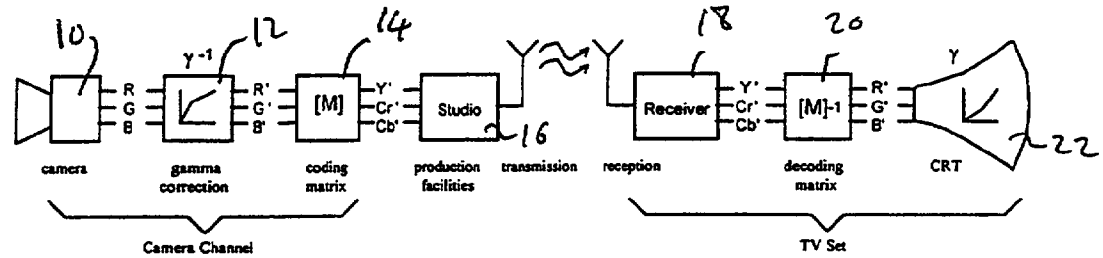 10 12 14 18 20
γ-1 γ
R R' Y' Y' R'
G G' [M] Cr' Studio Receiver Cr' [M]-1 G'
B B' Cb' Cb' B'
16 22
camera gamma correction coding matrix production facilities transmission reception decoding matrix CRT
Camera Channel TV Set